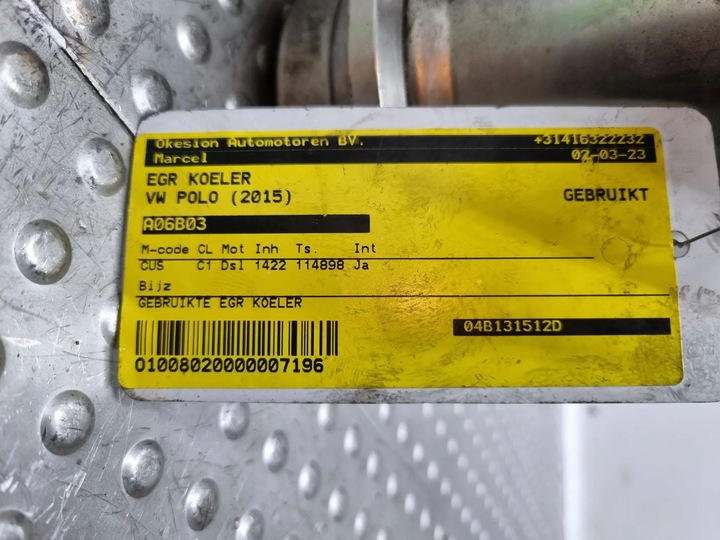 Okesion Automotoren BV. +31416322232
Marcel 02-03-23
EGR KOELER
VW POLO (2015) GEBRUIKT
A06B03
M-code CL Mot Inh Ts. Int
CUS C1 Dsl 1422 114898 Ja
Bijz
GEBRUIKTE EGR KOELER
04B131512D
01008020000007196